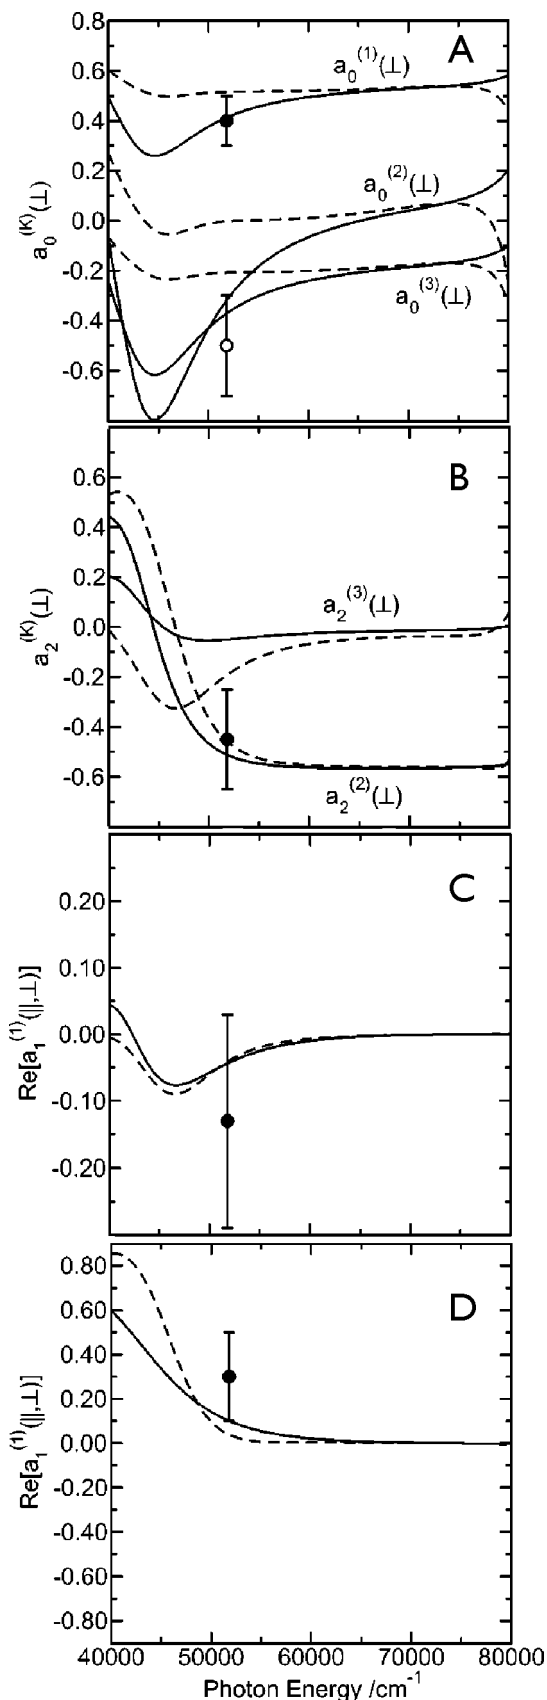 A
0.8
0.6
0.4
0.2
0.0
-0.2
-0.4
-0.6
a₀⁽ᴷ⁾(⊥)
a₀⁽¹⁾(⊥)
a₀⁽²⁾(⊥)
a₀⁽³⁾(⊥)
B
0.6
0.4
0.2
0.0
-0.2
-0.4
-0.6
a₂⁽ᴷ⁾(⊥)
a₂⁽³⁾(⊥)
a₂⁽²⁾(⊥)
C
0.20
0.10
0.00
-0.10
-0.20
Re[a₁⁽¹⁾(||,⊥)]
D
0.80
0.60
0.40
0.20
0.00
-0.20
-0.40
-0.60
-0.80
Re[a₁⁽¹⁾(||,⊥)]
40000 50000 60000 70000 80000
Photon Energy /cm⁻¹